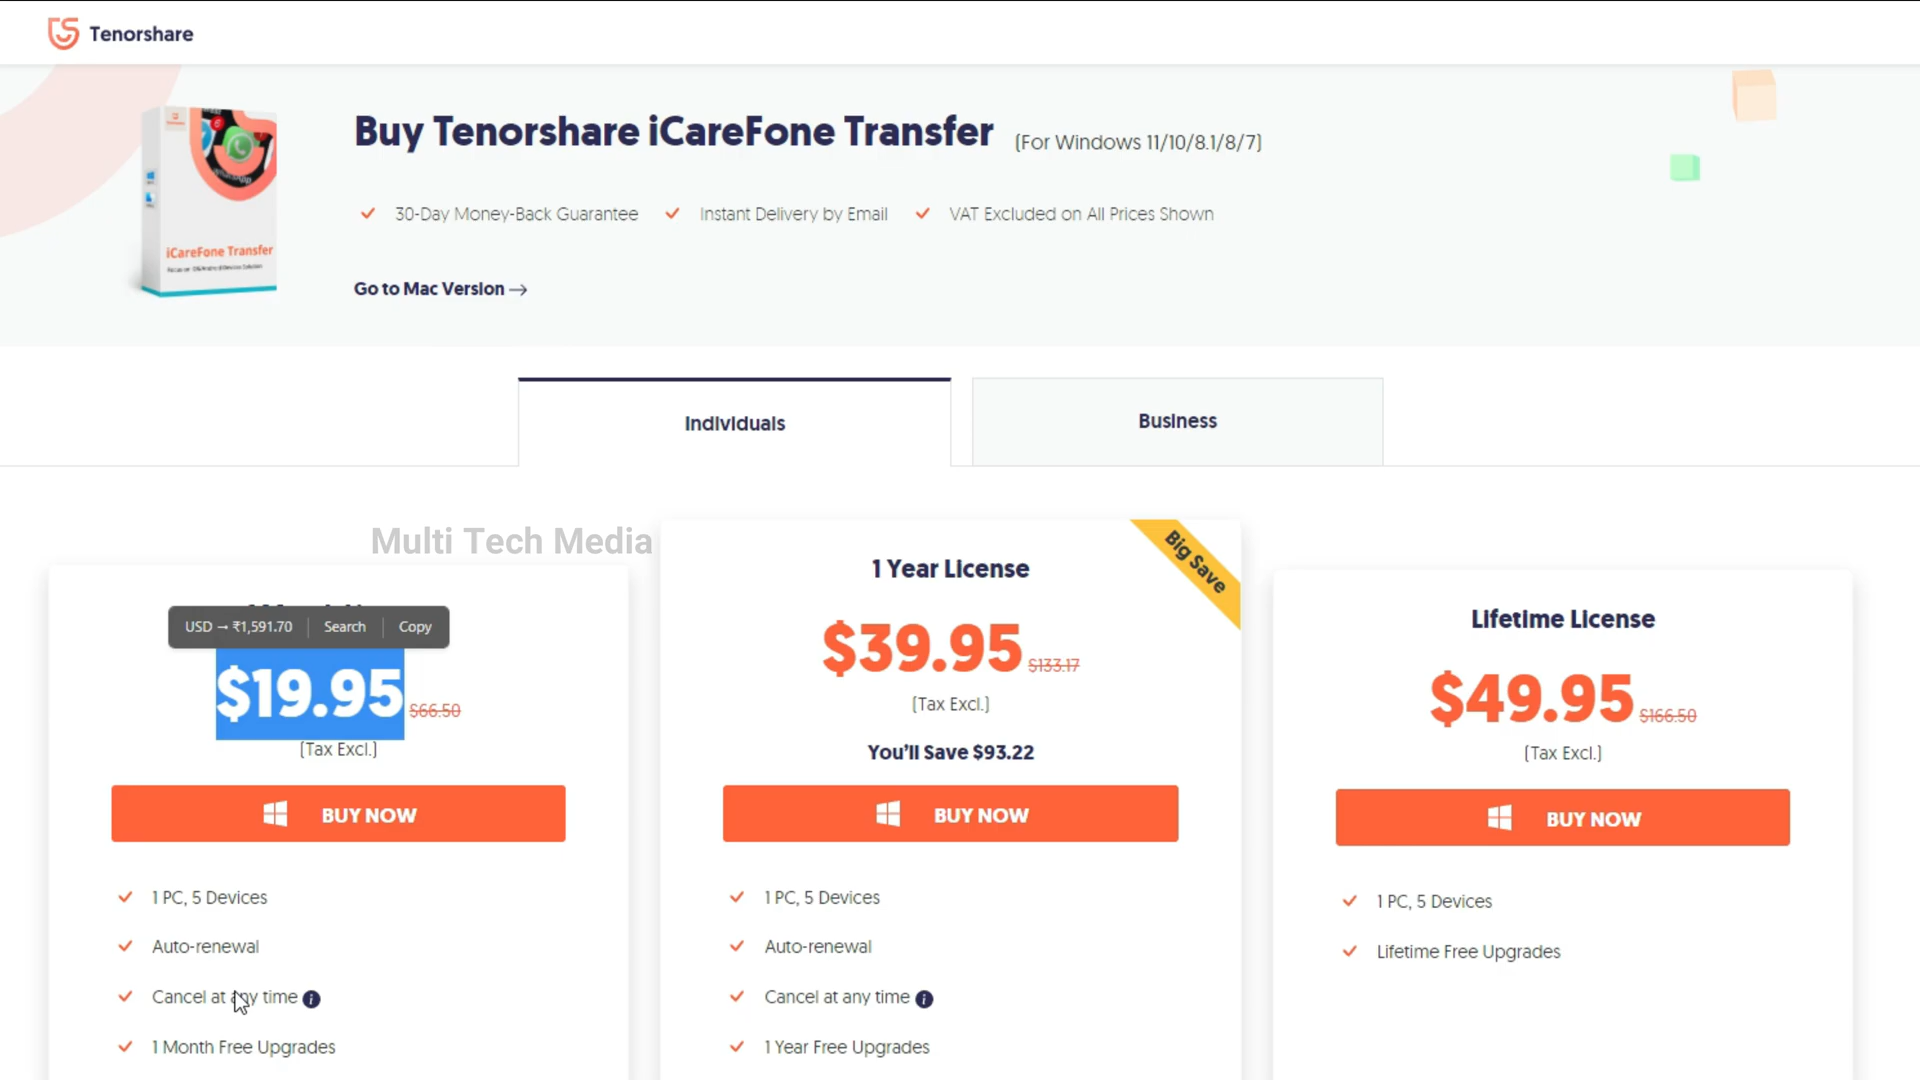 Tenorshare
Buy Tenorshare iCareFone Transfer (For Windows 11/10/8.1/8/7)
30-Day Money-Back Guarantee Instant Delivery by Email VAT Excluded on All Prices Shown
iCareFone Transfer
Go to Mac Version →
Individuals Business
Multi Tech Media
USD → ₹1,591.70 Search Copy
$19.95 $66.50
(Tax Excl.)
BUY NOW
1 PC, 5 Devices
Auto-renewal
Cancel at any time i
1 Month Free Upgrades
Big Save
1 Year License
$39.95 $133.17
(Tax Excl.)
You'll Save $93.22
BUY NOW
1 PC, 5 Devices
Auto-renewal
Cancel at any time i
1 Year Free Upgrades
Lifetime License
$49.95 $166.50
(Tax Excl.)
BUY NOW
1 PC, 5 Devices
Lifetime Free Upgrades